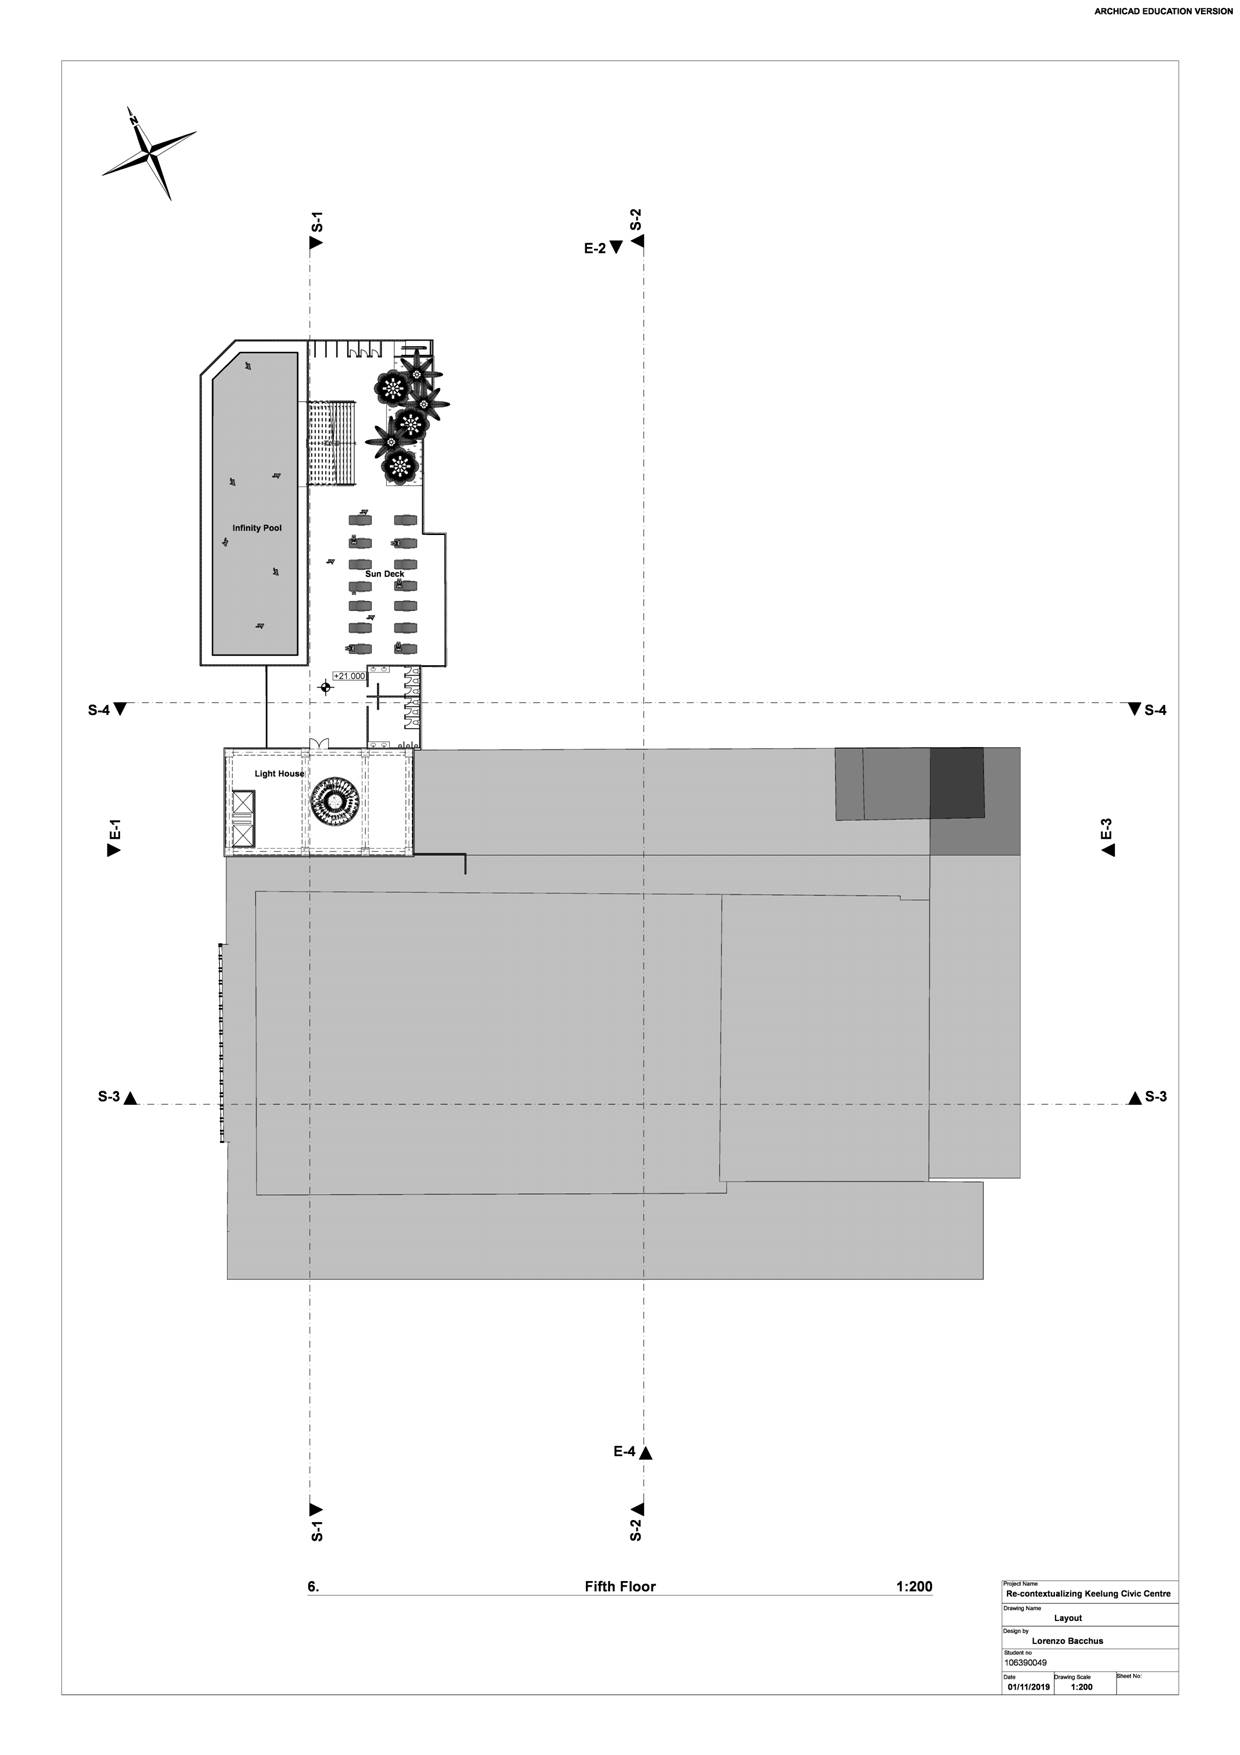 ARCHICAD EDUCATION VERSION
N
S-1
S-2
E-2
Infinity Pool
Sun Deck
+21.000
S-4
S-4
Light House
E-1
E-3
S-3
S-3
E-4
S-1
S-2
6. Fifth Floor 1:200
Project Name
Re-contextualizing Keelung Civic Centre
Drawing Name
Layout
Design by
Lorenzo Bacchus
Student no
106390049
Date Drawing Scale Sheet No:
01/11/2019 1:200